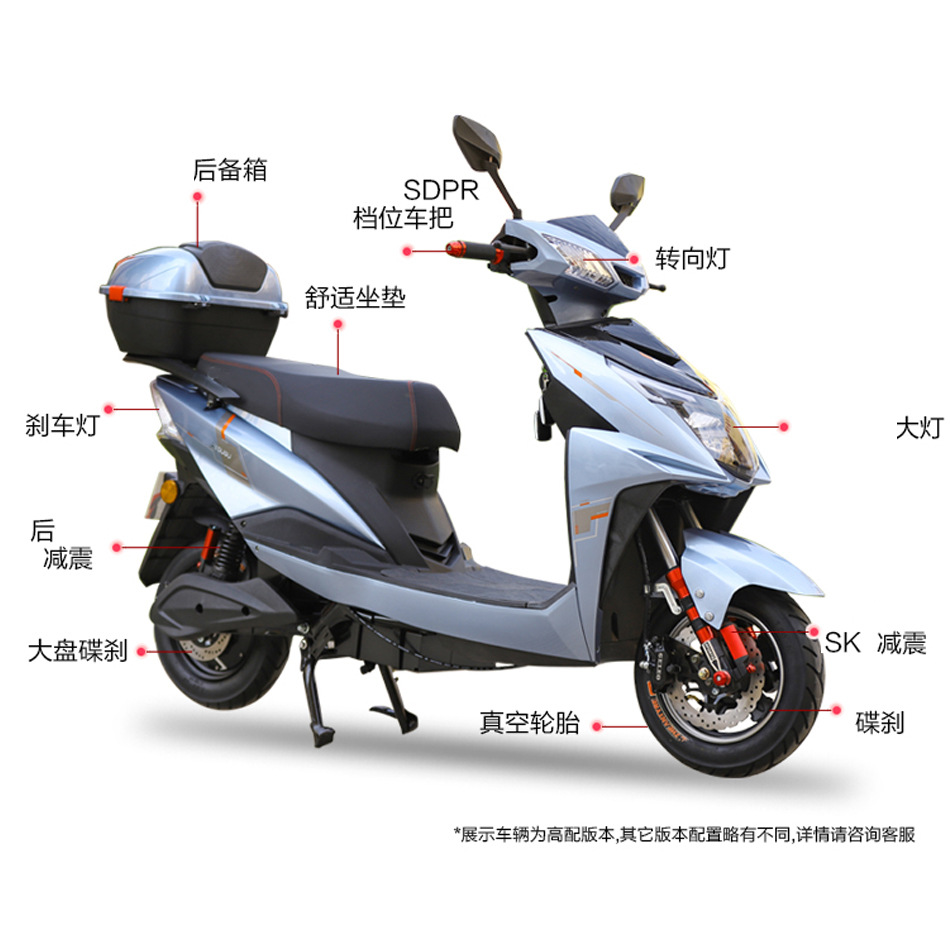 后备箱
SDPR
档位车把
转向灯
舒适坐垫
刹车灯
大灯
后
减震
大盘碟刹
SK 减震
真空轮胎
碟刹
*展示车辆为高配版本,其它版本配置略有不同,详情请咨询客服